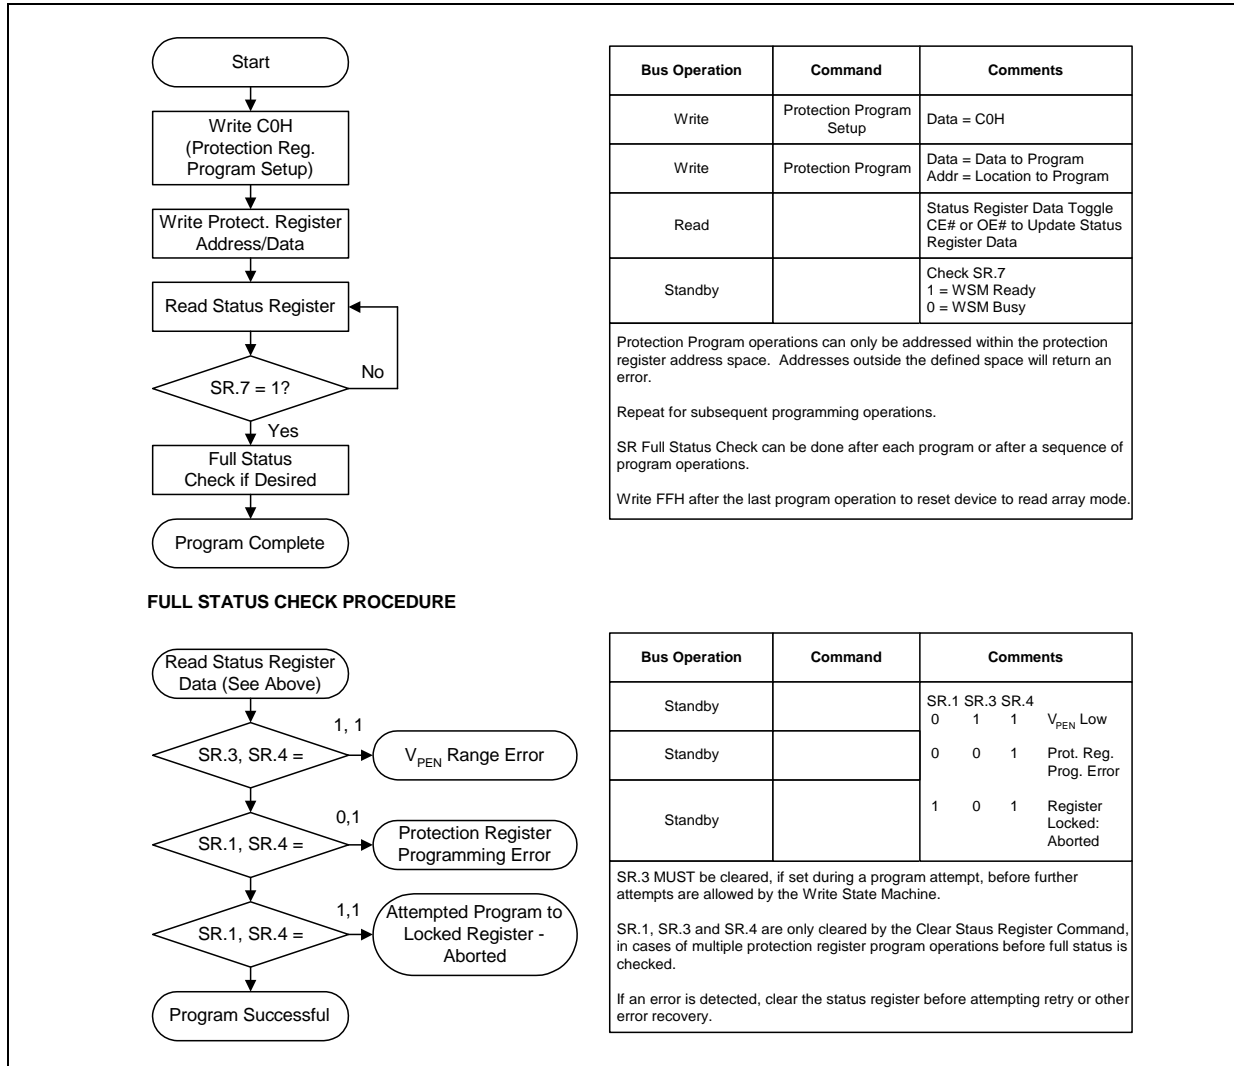 Start
Write C0H
(Protection Reg.
Program Setup)
Write Protect. Register
Address/Data
Read Status Register
No
SR.7 = 1?
Yes
Full Status
Check if Desired
Program Complete
Bus Operation Command Comments
Write Protection Program
Setup Data = C0H
Write Protection Program Data = Data to Program
Addr = Location to Program
Read Status Register Data Toggle
CE# or OE# to Update Status
Register Data
Standby Check SR.7
1 = WSM Ready
0 = WSM Busy
Protection Program operations can only be addressed within the protection
register address space. Addresses outside the defined space will return an
error.
Repeat for subsequent programming operations.
SR Full Status Check can be done after each program or after a sequence of
program operations.
Write FFH after the last program operation to reset device to read array mode.
FULL STATUS CHECK PROCEDURE
Read Status Register
Data (See Above)
1, 1
SR.3, SR.4 =
V_PEN Range Error
0,1
SR.1, SR.4 =
Protection Register
Programming Error
1,1
SR.1, SR.4 =
Attempted Program to
Locked Register -
Aborted
Program Successful
Bus Operation Command Comments
Standby SR.1 SR.3 SR.4
0 1 1 V_PEN Low
Standby 0 0 1 Prot. Reg.
Prog. Error
Standby 1 0 1 Register
Locked:
Aborted
SR.3 MUST be cleared, if set during a program attempt, before further
attempts are allowed by the Write State Machine.
SR.1, SR.3 and SR.4 are only cleared by the Clear Staus Register Command,
in cases of multiple protection register program operations before full status is
checked.
If an error is detected, clear the status register before attempting retry or other
error recovery.